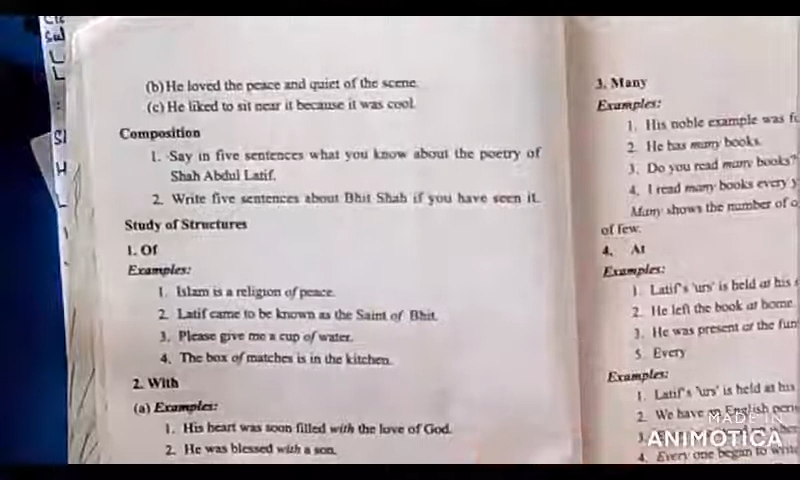 (b) He loved the peace and quiet of the scene.
(c) He liked to sit near it because it was cool.
Composition
1. Say in five sentences what you know about the poetry of
Shah Abdul Latif.
2. Write five sentences about Bhit Shah if you have seen it.
Study of Structures
1. Of
Examples:
1. Islam is a religion of peace.
2. Latif came to be known as the Saint of Bhit.
3. Please give me a cup of water.
4. The box of matches is in the kitchen.
2. With
(a) Examples:
1. His heart was soon filled with the love of God.
2. He was blessed with a son.
3. Many
Examples:
1. His noble example was
2. He has many books.
3. Do you read many books?
4. I read many books every
Many shows the number of
of few.
4. At
Examples:
1. Latif's 'urs' is held at his
2. He left the book at home.
3. He was present at the
5. Every
Examples:
1. Latif's 'urs' is held at his
2. We have an English
3.
4. Every one began to write
MADE IN
ANIMOTICA